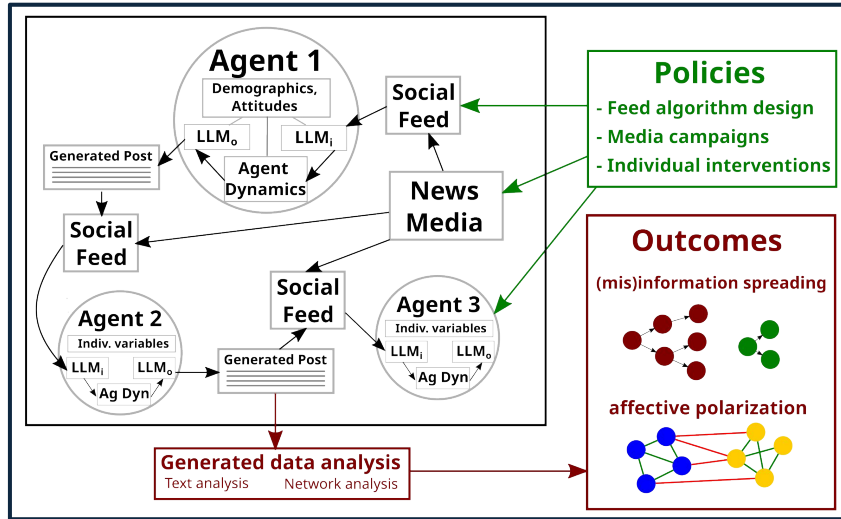 Agent 1
Demographics,
Attitudes
LLMo
LLMi
Agent
Dynamics
Generated Post
Social
Feed
News
Media
Social
Feed
Social
Feed
Agent 2
Indiv. variables
LLMi
LLMo
Ag Dyn
Generated Post
Agent 3
Indiv. variables
LLMi
LLMo
Ag Dyn
Policies
- Feed algorithm design
- Media campaigns
- Individual interventions
Outcomes
(mis)information spreading
affective polarization
Generated data analysis
Text analysis
Network analysis